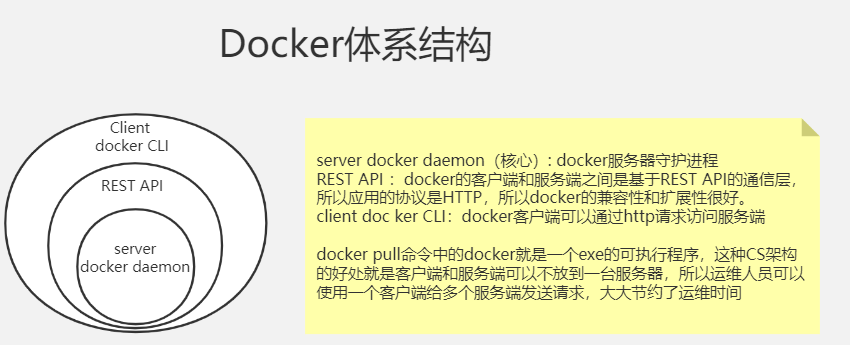 Docker体系结构
Client
docker CLI
REST API
server
docker daemon
server docker daemon（核心）: docker服务器守护进程
REST API ：docker的客户端和服务端之间是基于REST API的通信层，
所以应用的协议是HTTP，所以docker的兼容性和扩展性很好。
client doc ker CLI：docker客户端可以通过http请求访问服务端
docker pull命令中的docker就是一个exe的可执行程序，这种CS架构
的好处就是客户端和服务端可以不放到一台服务器，所以运维人员可以
使用一个客户端给多个服务端发送请求，大大节约了运维时间